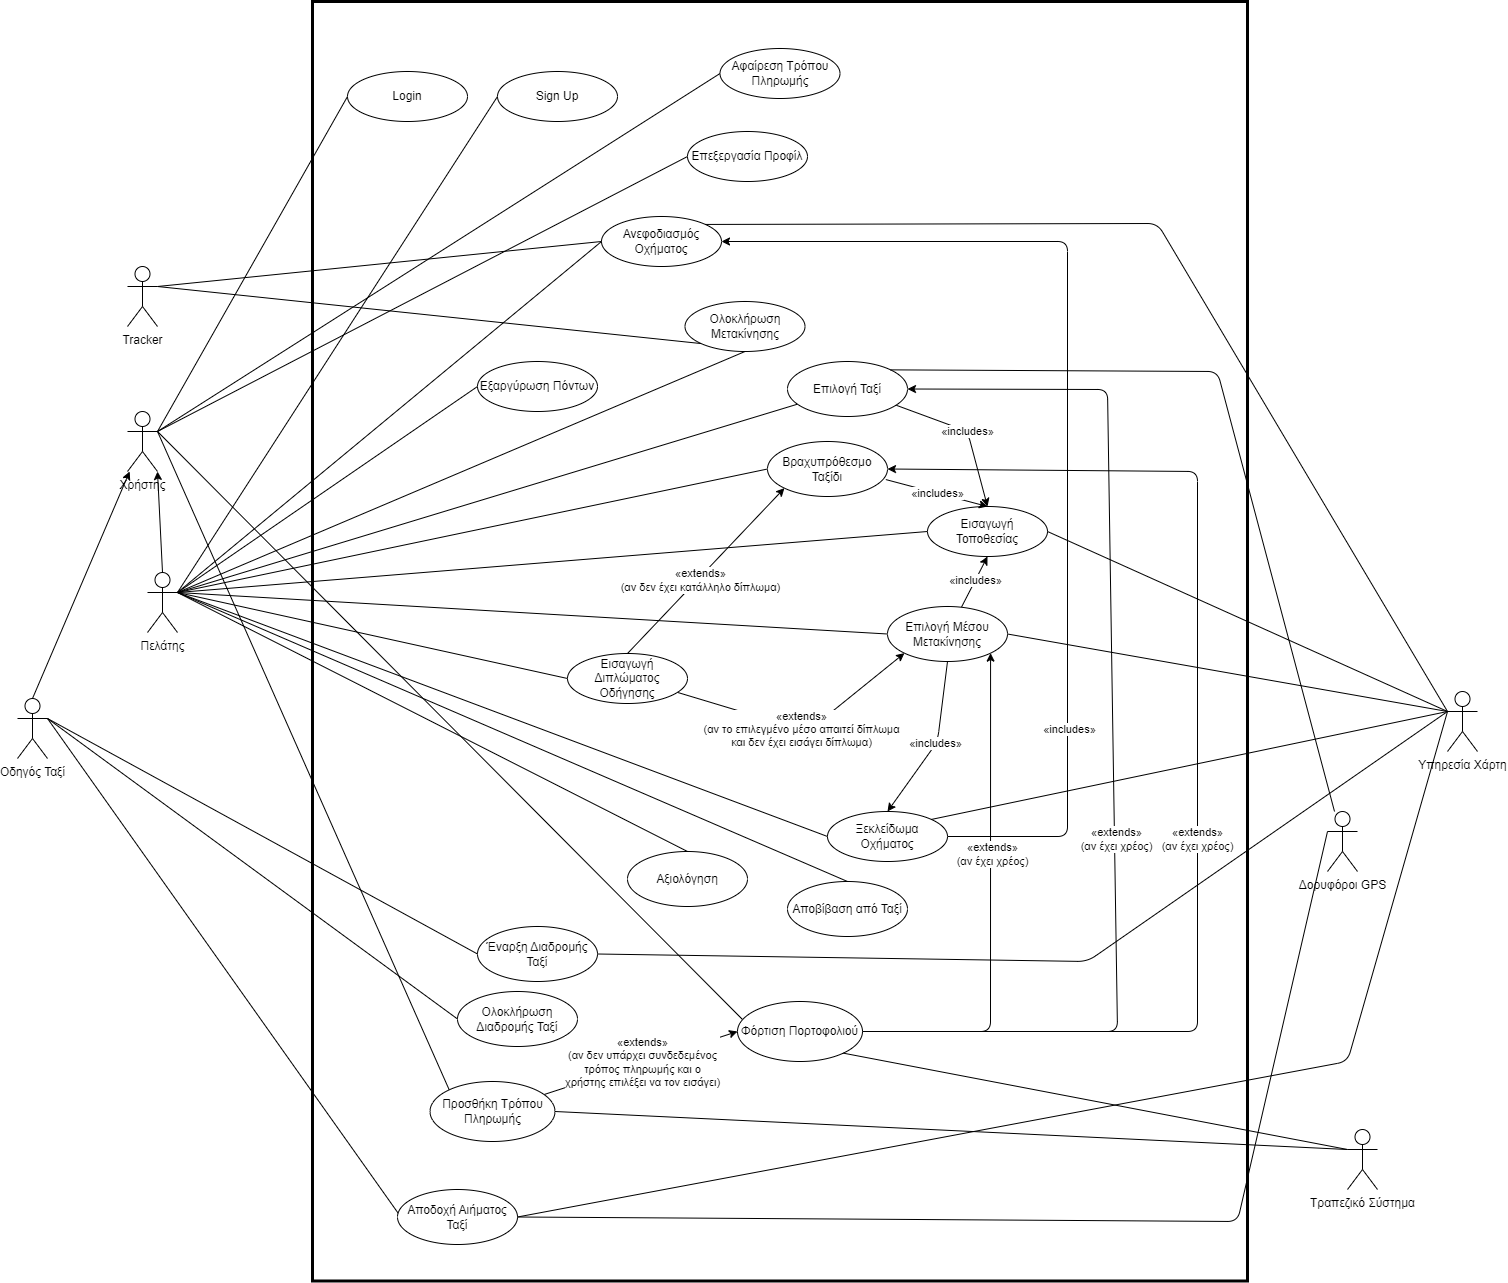 Αφαίρεση Τρόπου
Πληρωμής
Login
Sign Up
Επεξεργασία Προφίλ
Ανεφοδιασμός
Οχήματος
Tracker
Ολοκλήρωση
Μετακίνησης
Εξαργύρωση Πόντων
Επιλογή Ταξί
«includes»
Βραχυπρόθεσμο
Ταξίδι
«includes»
Χρήστης
Εισαγωγή
Τοποθεσίας
«extends»
(αν δεν έχει κατάλληλο δίπλωμα)
«includes»
Πελάτης
Επιλογή Μέσου
Μετακίνησης
Εισαγωγή
Διπλώματος
Οδήγησης
«extends»
(αν το επιλεγμένο μέσο απαιτεί δίπλωμα
και δεν έχει εισάγει δίπλωμα)
«includes»
«includes»
Οδηγός Ταξί
Υπηρεσία Χάρτη
Ξεκλείδωμα
Οχήματος
«extends»
(αν έχει χρέος)
«extends»
(αν έχει χρέος)
«extends»
(αν έχει χρέος)
Αξιολόγηση
Δορυφόροι GPS
Αποβίβαση από Ταξί
Έναρξη Διαδρομής
Ταξί
Ολοκλήρωση
Διαδρομής Ταξί
Φόρτιση Πορτοφολιού
«extends»
(αν δεν υπάρχει συνδεδεμένος
τρόπος πληρωμής και ο
χρήστης επιλέξει να τον εισάγει)
Προσθήκη Τρόπου
Πληρωμής
Τραπεζικό Σύστημα
Αποδοχή Αιήματος
Ταξί